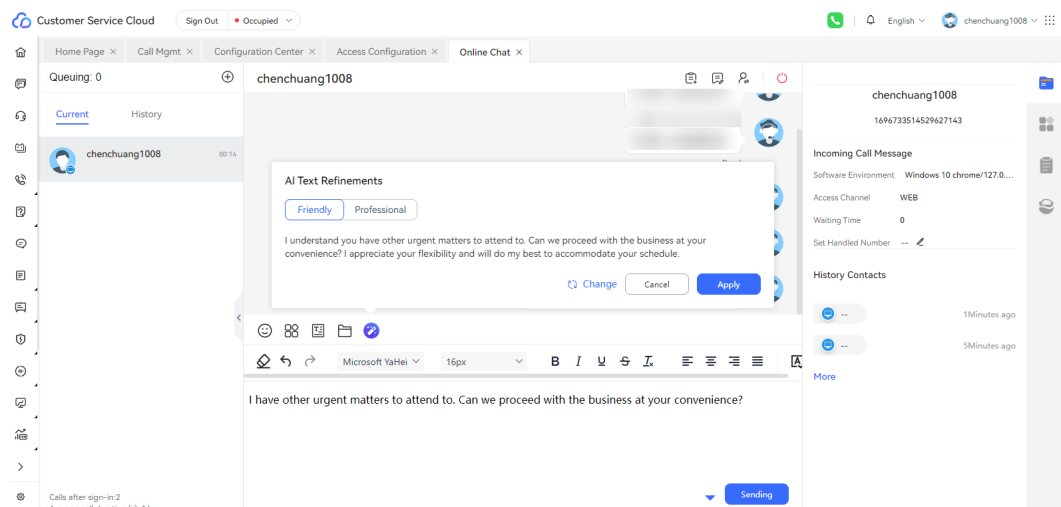 Customer Service Cloud
Sign Out
Occupied
English
chenchuang1008
Home Page
Call Mgmt
Configuration Center
Access Configuration
Online Chat
Queuing: 0
Current
History
chenchuang1008
00:14
Calls after sign-in:2
chenchuang1008
AI Text Refinements
Friendly
Professional
I understand you have other urgent matters to attend to. Can we proceed with the business at your
convenience? I appreciate your flexibility and will do my best to accommodate your schedule.
Change
Cancel
Apply
Microsoft YaHei
16px
B I U S
I have other urgent matters to attend to. Can we proceed with the business at your convenience?
Sending
chenchuang1008
1696733514529627143
Incoming Call Message
Software Environment Windows 10 chrome/127.0....
Access Channel WEB
Waiting Time 0
Set Handled Number --
History Contacts
-- 1Minutes ago
-- 5Minutes ago
More